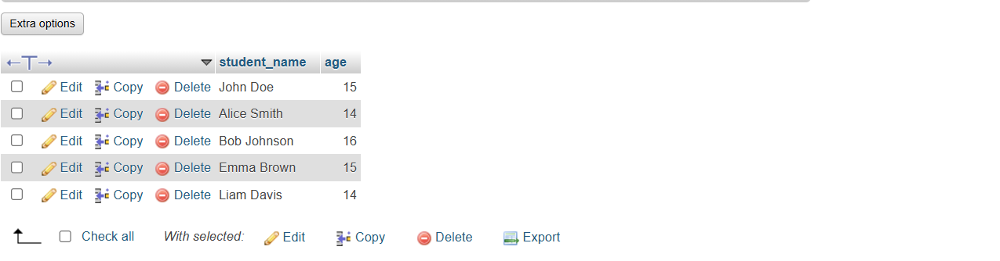 Extra options
student_name age
Edit Copy Delete John Doe 15
Edit Copy Delete Alice Smith 14
Edit Copy Delete Bob Johnson 16
Edit Copy Delete Emma Brown 15
Edit Copy Delete Liam Davis 14
Check all With selected: Edit Copy Delete Export